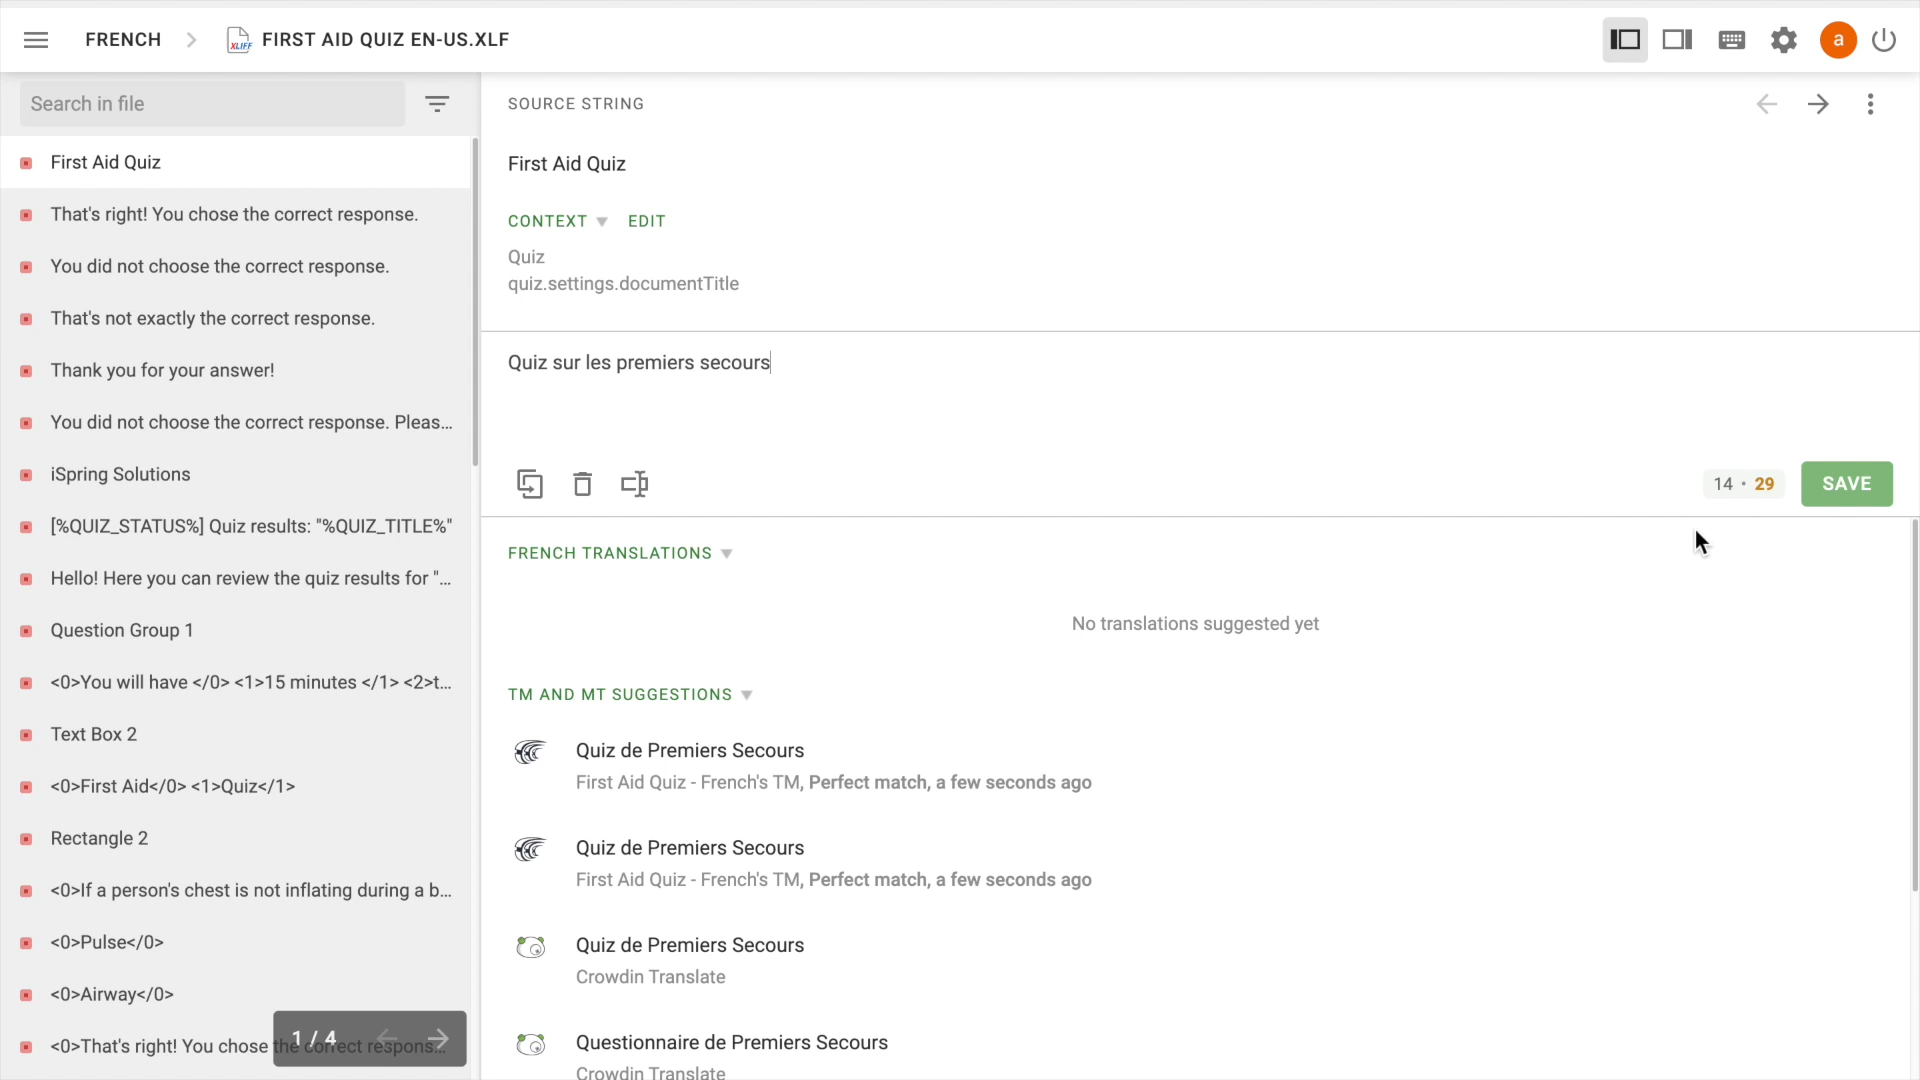 FRENCH
XLIFF
FIRST AID QUIZ EN-US.XLF
a
Search in file
First Aid Quiz
That's right! You chose the correct response.
You did not choose the correct response.
That's not exactly the correct response.
Thank you for your answer!
You did not choose the correct response. Pleas...
iSpring Solutions
[%QUIZ_STATUS%] Quiz results: "%QUIZ_TITLE%"
Hello! Here you can review the quiz results for "...
Question Group 1
<0>You will have </0> <1>15 minutes </1> <2>t...
Text Box 2
<0>First Aid</0> <1>Quiz</1>
Rectangle 2
<0>If a person's chest is not inflating during a b...
<0>Pulse</0>
<0>Airway</0>
<0>That's right! You chose the correct respons...
1 / 4
SOURCE STRING
First Aid Quiz
CONTEXT EDIT
Quiz
quiz.settings.documentTitle
Quiz sur les premiers secours
14 • 29
SAVE
FRENCH TRANSLATIONS
No translations suggested yet
TM AND MT SUGGESTIONS
Quiz de Premiers Secours
First Aid Quiz - French's TM, Perfect match, a few seconds ago
Quiz de Premiers Secours
First Aid Quiz - French's TM, Perfect match, a few seconds ago
Quiz de Premiers Secours
Crowdin Translate
Questionnaire de Premiers Secours
Crowdin Translate